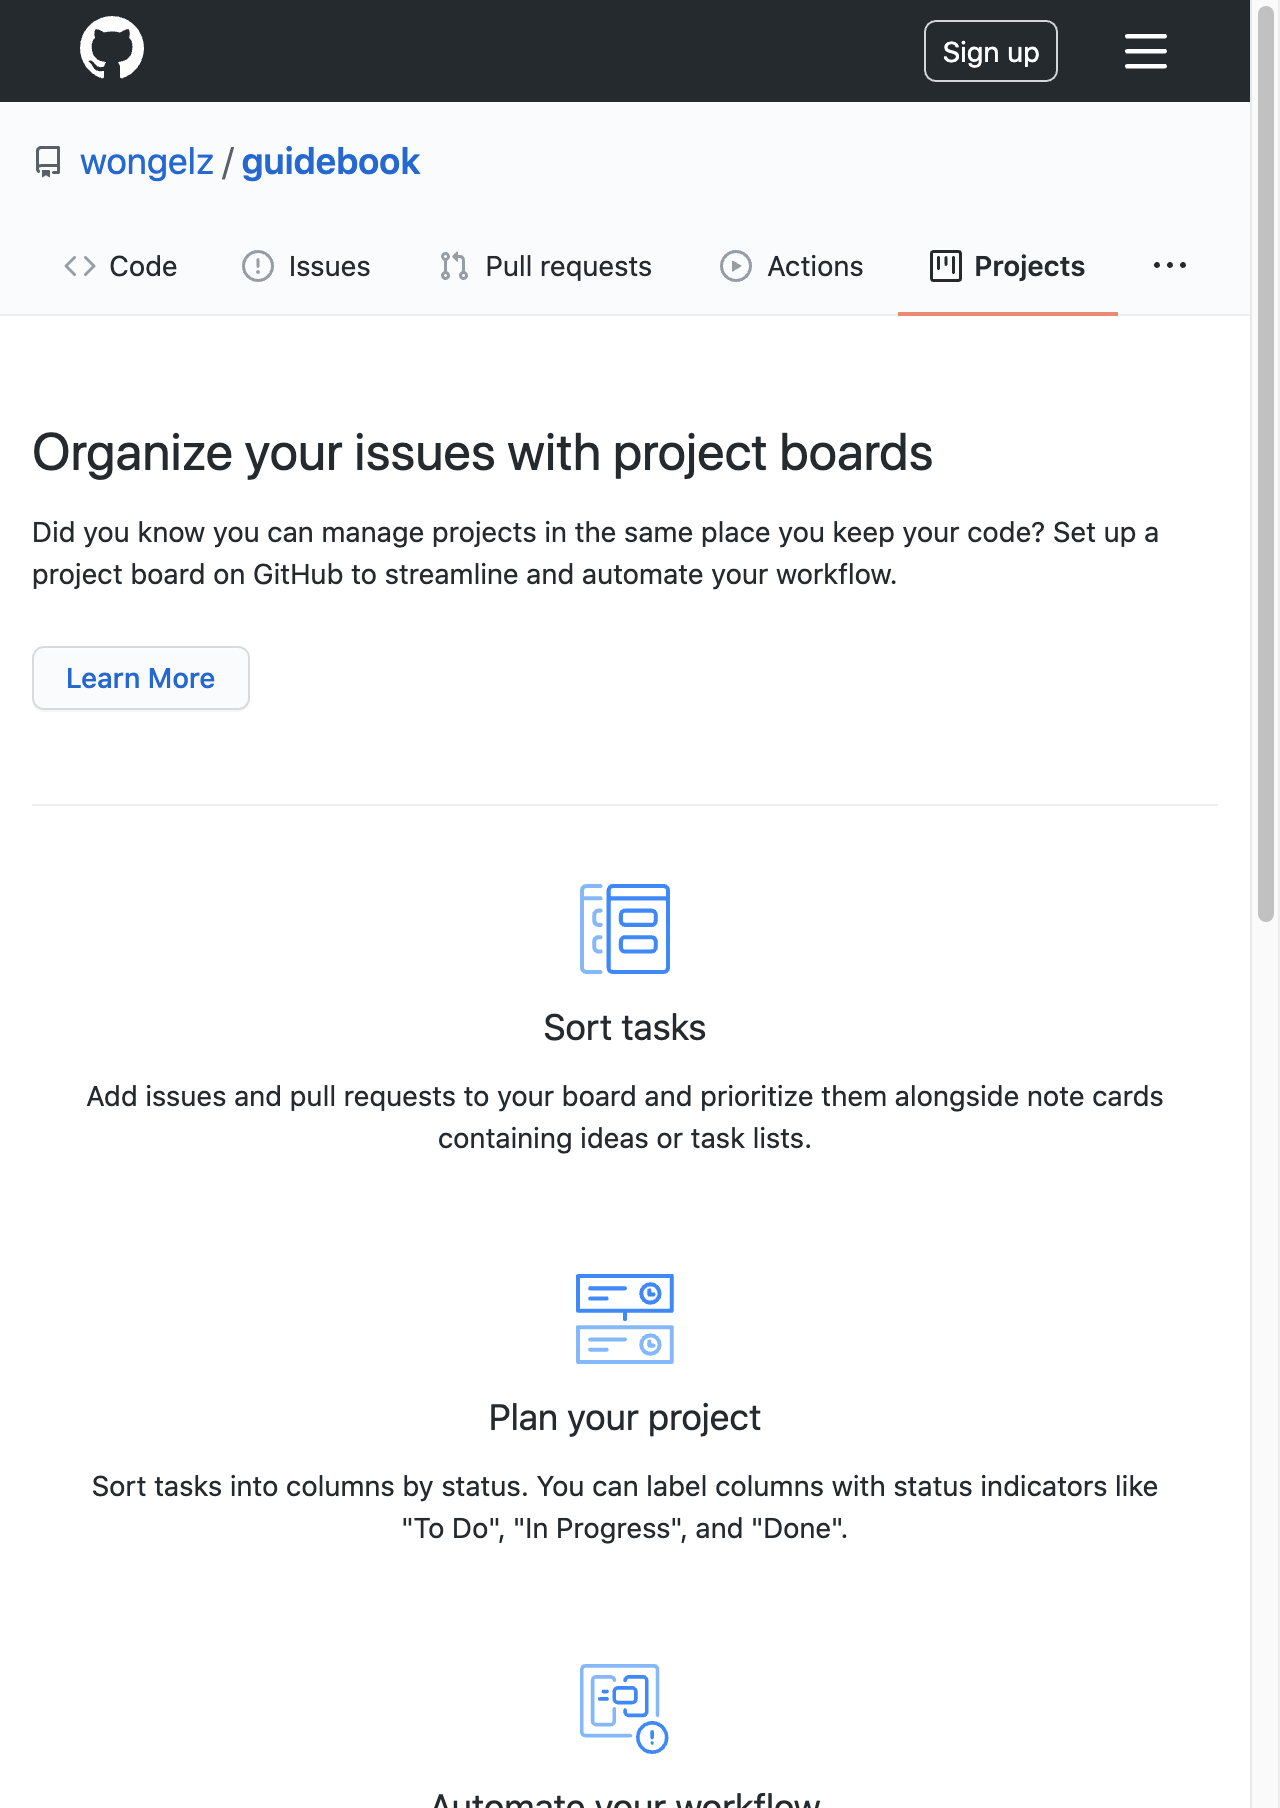 Sign up
wongelz / guidebook
Code Issues Pull requests Actions Projects
Organize your issues with project boards
Did you know you can manage projects in the same place you keep your code? Set up a
project board on GitHub to streamline and automate your workflow.
Learn More
Sort tasks
Add issues and pull requests to your board and prioritize them alongside note cards
containing ideas or task lists.
Plan your project
Sort tasks into columns by status. You can label columns with status indicators like
"To Do", "In Progress", and "Done".
Automate your workflow